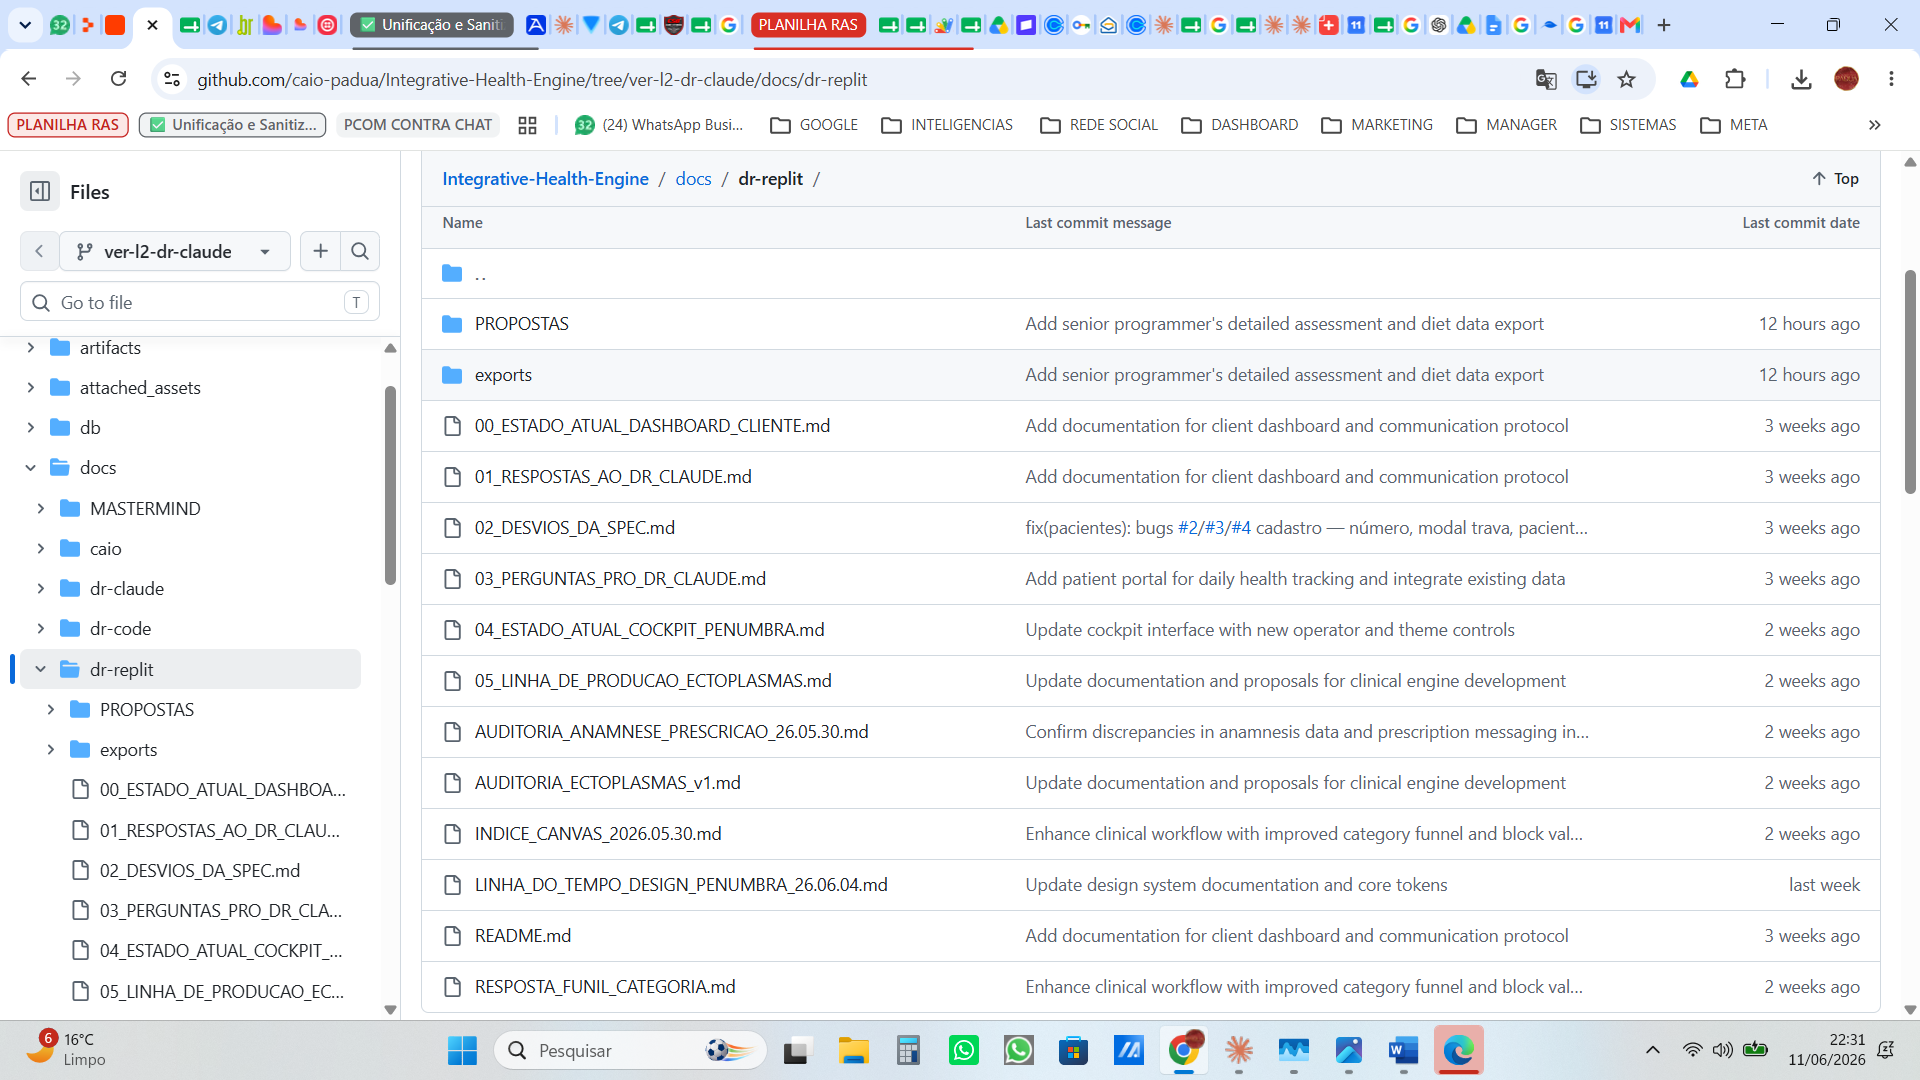 Unificação e Saniti
PLANILHA RAS
github.com/caio-padua/Integrative-Health-Engine/tree/ver-l2-dr-claude/docs/dr-replit
PLANILHA RAS
Unificação e Sanitiz...
PCOM CONTRA CHAT
(24) WhatsApp Busi...
GOOGLE
INTELIGENCIAS
REDE SOCIAL
DASHBOARD
MARKETING
MANAGER
SISTEMAS
META
Files
ver-l2-dr-claude
Go to file
T
artifacts
attached_assets
db
docs
MASTERMIND
caio
dr-claude
dr-code
dr-replit
PROPOSTAS
exports
00_ESTADO_ATUAL_DASHBOA...
01_RESPOSTAS_AO_DR_CLAU...
02_DESVIOS_DA_SPEC.md
03_PERGUNTAS_PRO_DR_CLA...
04_ESTADO_ATUAL_COCKPIT_...
05_LINHA_DE_PRODUCAO_EC...
Integrative-Health-Engine / docs / dr-replit /
Top
Name Last commit message Last commit date
..
PROPOSTAS Add senior programmer's detailed assessment and diet data export 12 hours ago
exports Add senior programmer's detailed assessment and diet data export 12 hours ago
00_ESTADO_ATUAL_DASHBOARD_CLIENTE.md Add documentation for client dashboard and communication protocol 3 weeks ago
01_RESPOSTAS_AO_DR_CLAUDE.md Add documentation for client dashboard and communication protocol 3 weeks ago
02_DESVIOS_DA_SPEC.md fix(pacientes): bugs #2/#3/#4 cadastro — número, modal trava, pacient... 3 weeks ago
03_PERGUNTAS_PRO_DR_CLAUDE.md Add patient portal for daily health tracking and integrate existing data 3 weeks ago
04_ESTADO_ATUAL_COCKPIT_PENUMBRA.md Update cockpit interface with new operator and theme controls 2 weeks ago
05_LINHA_DE_PRODUCAO_ECTOPLASMAS.md Update documentation and proposals for clinical engine development 2 weeks ago
AUDITORIA_ANAMNESE_PRESCRICAO_26.05.30.md Confirm discrepancies in anamnesis data and prescription messaging in... 2 weeks ago
AUDITORIA_ECTOPLASMAS_v1.md Update documentation and proposals for clinical engine development 2 weeks ago
INDICE_CANVAS_2026.05.30.md Enhance clinical workflow with improved category funnel and block val... 2 weeks ago
LINHA_DO_TEMPO_DESIGN_PENUMBRA_26.06.04.md Update design system documentation and core tokens last week
README.md Add documentation for client dashboard and communication protocol 3 weeks ago
RESPOSTA_FUNIL_CATEGORIA.md Enhance clinical workflow with improved category funnel and block val... 2 weeks ago
6
16°C
Limpo
Pesquisar
22:31
11/06/2026